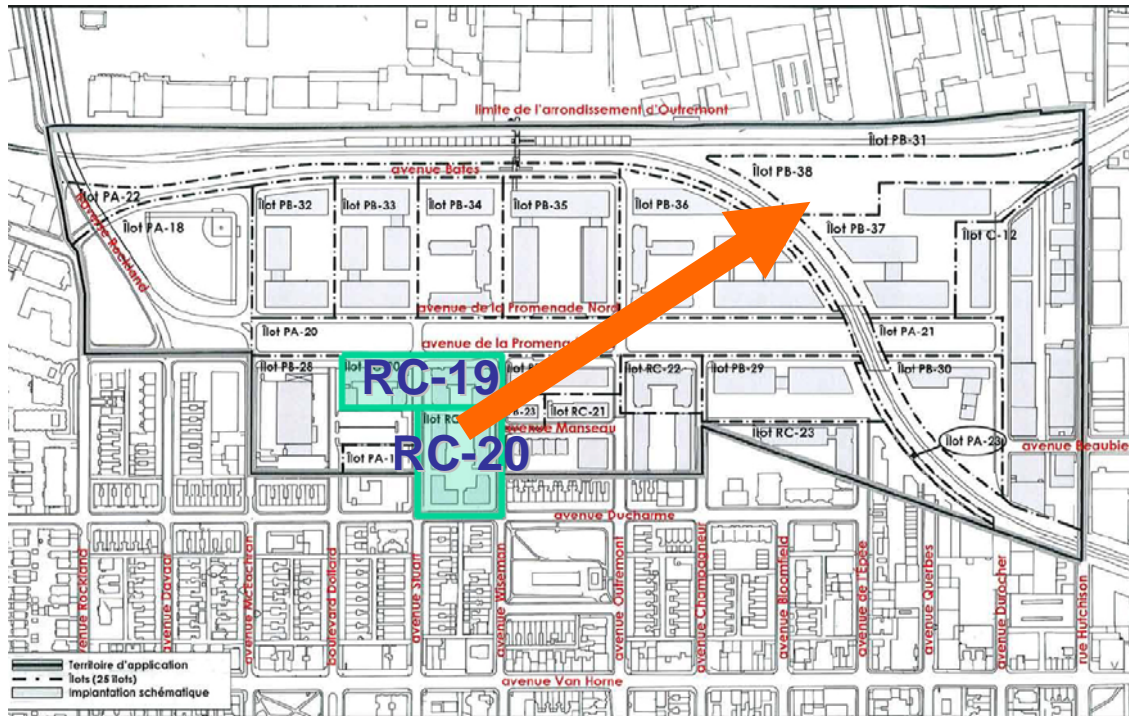 limite de l'arrondissement d'Outremont
Îlot PB-31
avenue Bates
Îlot PB-38
Îlot PA-22
Îlot PB-32
Îlot PB-33
Îlot PB-34
Îlot PB-35
Îlot PB-36
Îlot PA-18
Îlot PB-37
Îlot C-12
avenue Rockland
avenue de la Promenade Nord
Îlot PA-20
Îlot PA-21
avenue de la Promenade
Îlot PB-28
RC-19
Îlot RC-22
Îlot PB-29
Îlot PB-30
Îlot RC-21
avenue Manseau
RC-20
Îlot PA-1
Îlot RC-23
Îlot PA-23
avenue Beaubie
avenue Ducharme
avenue Rockland
avenue Davaar
avenue McEachran
boulevard Dollard
avenue Stuart
avenue Wiseman
avenue Outremont
avenue Champagneur
avenue Bloomfield
avenue de l'Épée
avenue Querbes
avenue Durocher
rue Hutchison
avenue Van Horne
Territoire d'application
Îlots (25 îlots)
Implantation schématique